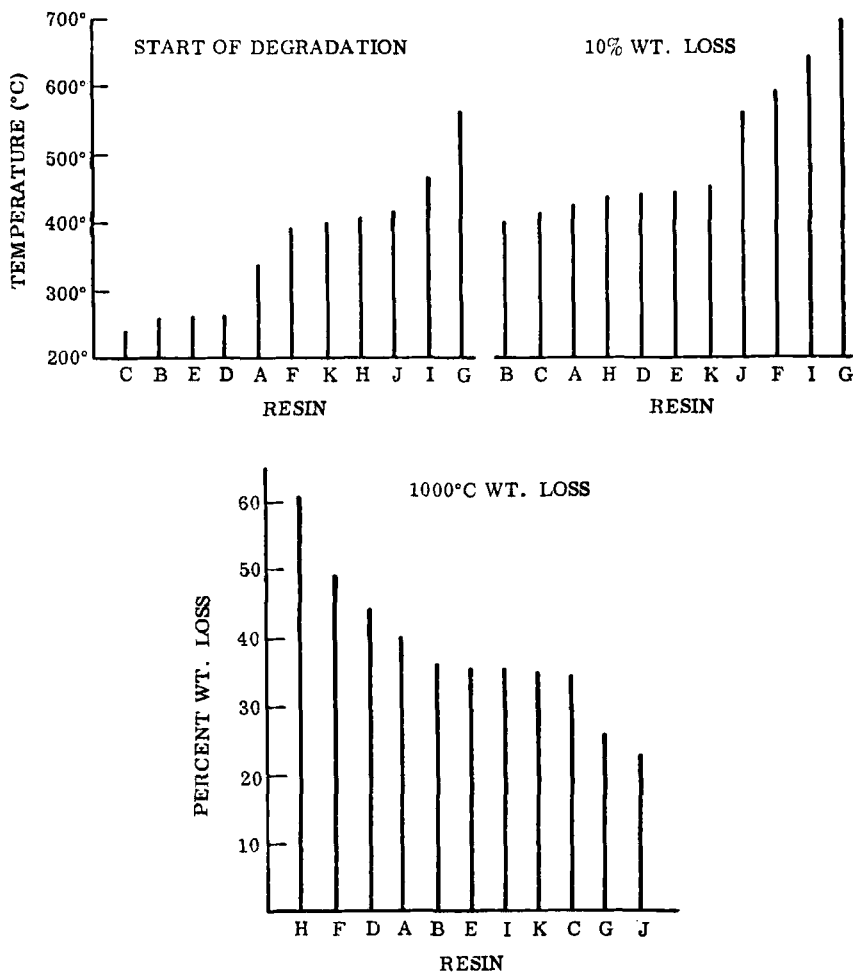 START OF DEGRADATION
10% WT. LOSS
TEMPERATURE (°C)
700°
600°
500°
400°
300°
200°
C B E D A F K H J I G
B C A H D E K J F I G
RESIN
RESIN
1000°C WT. LOSS
PERCENT WT. LOSS
60
50
40
30
20
10
H F D A B E I K C G J
RESIN